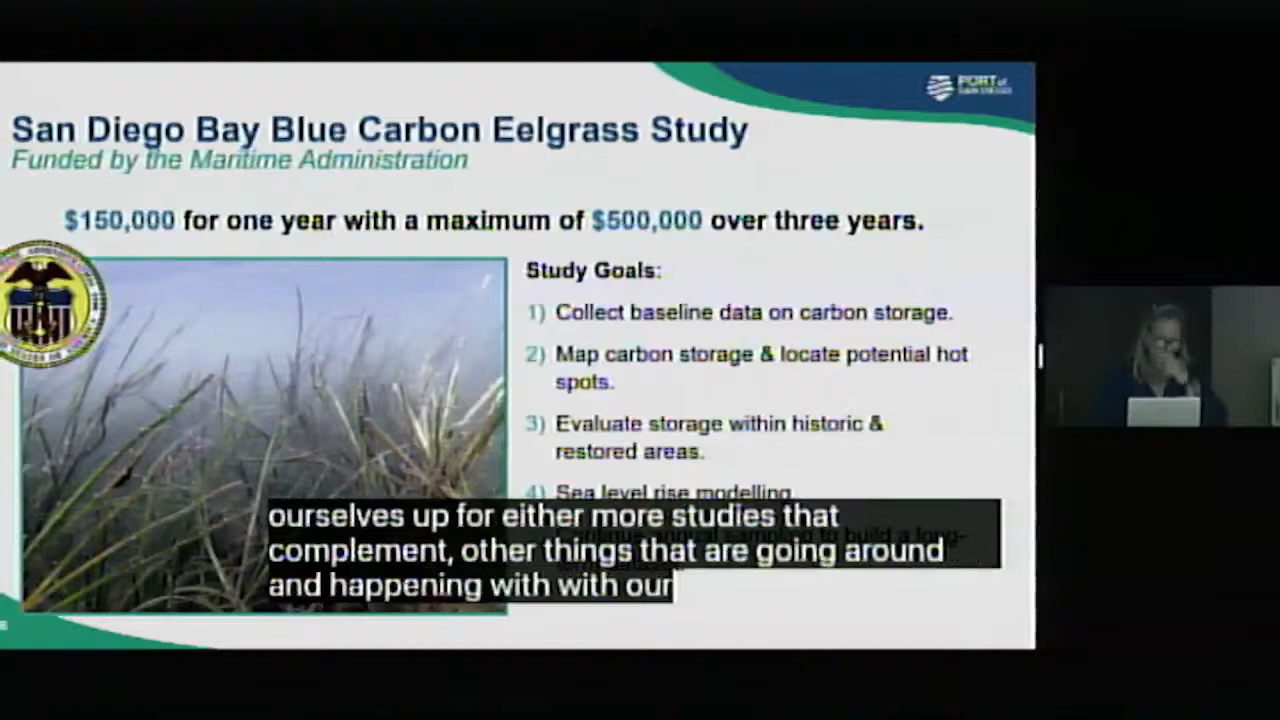 PORT of
SAN DIEGO
San Diego Bay Blue Carbon Eelgrass Study
Funded by the Maritime Administration
$150,000 for one year with a maximum of $500,000 over three years.
Study Goals:
1) Collect baseline data on carbon storage.
2) Map carbon storage & locate potential hot
spots.
3) Evaluate storage within historic &
restored areas.
4) Sea level rise modelling.
ourselves up for either more studies that
complement, other things that are going around
and happening with with our